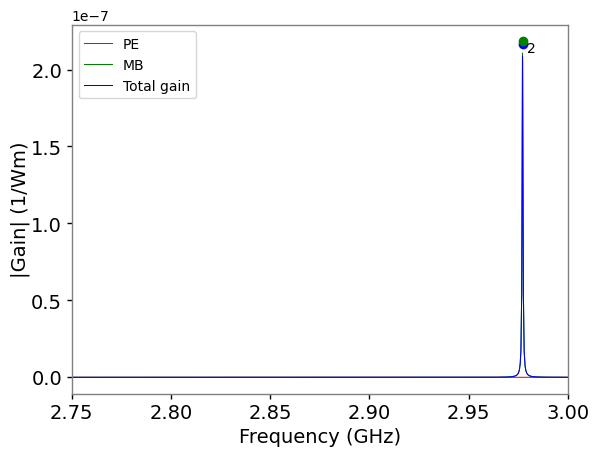 1e−7
PE
MB
Total gain
2
2.0
1.5
1.0
0.5
0.0
|Gain| (1/Wm)
2.75 2.80 2.85 2.90 2.95 3.00
Frequency (GHz)